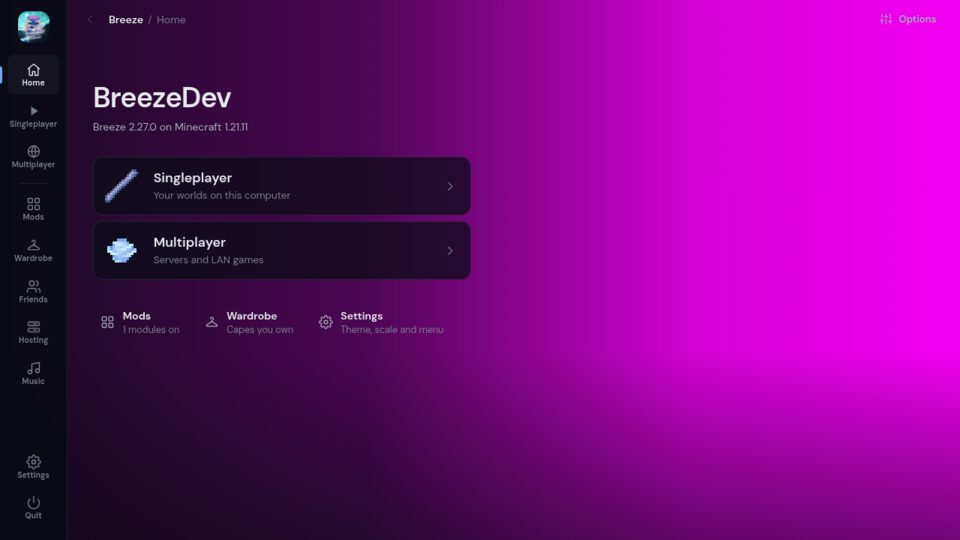 Breeze / Home
Options
Home
Singleplayer
Multiplayer
Mods
Wardrobe
Friends
Hosting
Music
Settings
Quit
BreezeDev
Breeze 2.27.0 on Minecraft 1.21.11
Singleplayer
Your worlds on this computer
Multiplayer
Servers and LAN games
Mods
1 modules on
Wardrobe
Capes you own
Settings
Theme, scale and menu